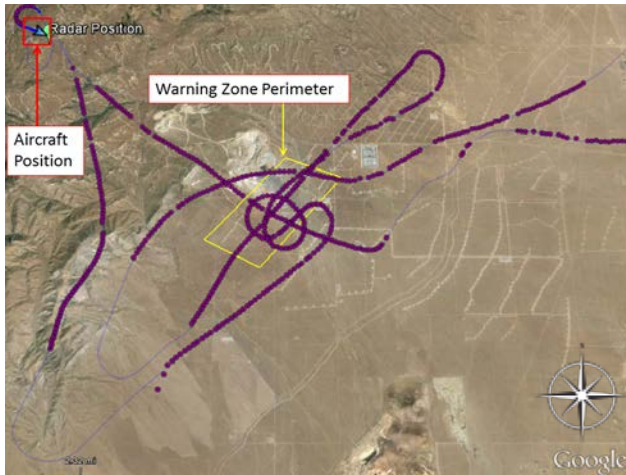 Radar Position
Warning Zone Perimeter
Aircraft
Position
Google